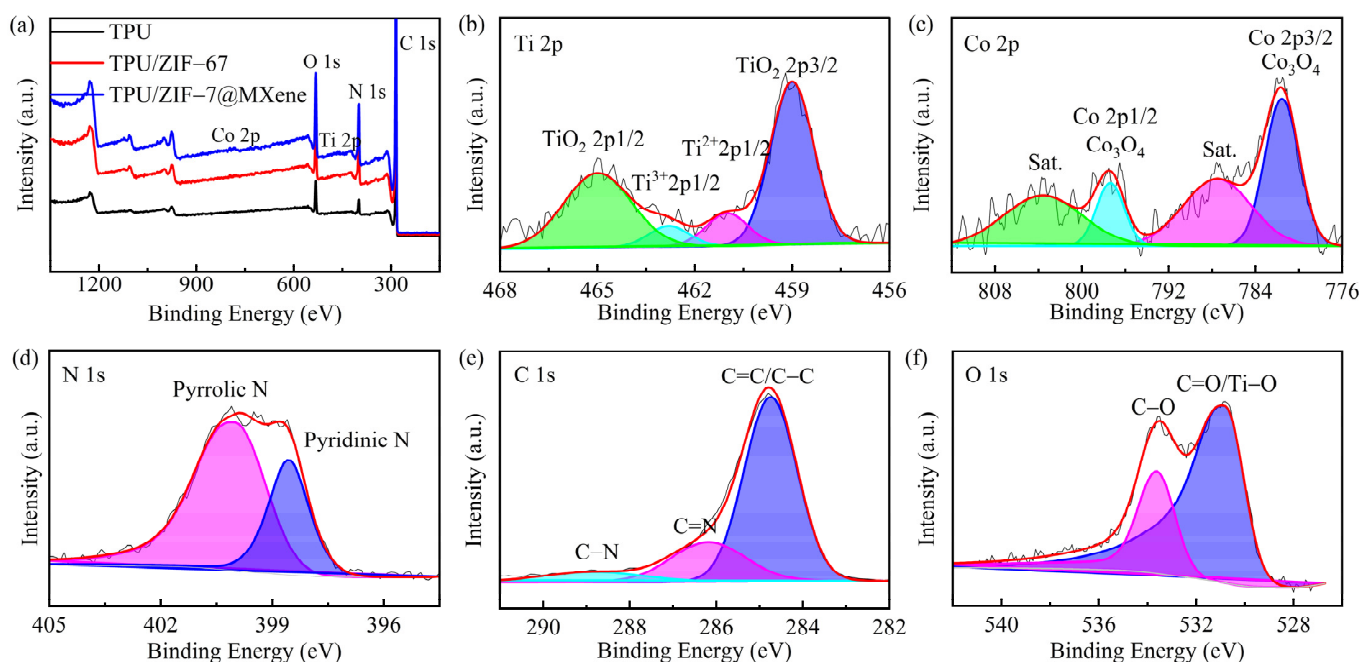 (a)
TPU
TPU/ZIF−67
TPU/ZIF−7@MXene
C 1s
O 1s
N 1s
Co 2p
Ti 2p
Intensity (a.u.)
1200 900 600 300
Binding Energy (eV)
(b)
Ti 2p
TiO2 2p3/2
TiO2 2p1/2
Ti2+2p1/2
Ti3+2p1/2
Intensity (a.u.)
468 465 462 459 456
Binding Energy (eV)
(c)
Co 2p
Co 2p3/2
Co3O4
Co 2p1/2
Co3O4
Sat.
Sat.
Intensity (a.u.)
808 800 792 784 776
Binding Energy (eV)
(d)
N 1s
Pyrrolic N
Pyridinic N
Intensity (a.u.)
405 402 399 396
Binding Energy (eV)
(e)
C 1s
C=C/C−C
C=N
C−N
Intensity (a.u.)
290 288 286 284 282
Binding Energy (eV)
(f)
O 1s
C=O/Ti−O
C−O
Intensity (a.u.)
540 537 534 531 528
Binding Energy (eV)